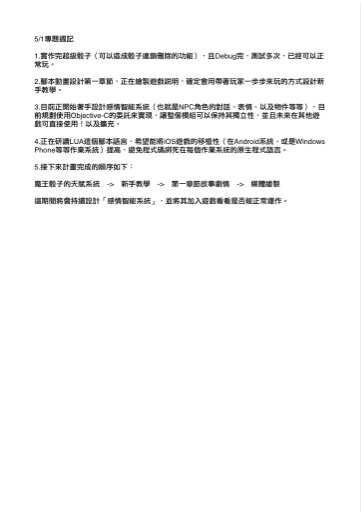 5/1專題週記
1.實作完超級骰子（可以造成骰子連鎖刪除的功能），且Debug完，測試多次，已經可以正
常玩。
2.腳本動畫設計第一章節，正在繪製遊戲說明，確定會用帶著玩家一步步來玩的方式設計新
手教學。
3.目前正開始著手設計感情智能系統（也就是NPC角色的對話、表情、以及物件等等），目
前規劃使用Objective-C的委託來實現，讓整個模組可以保持其獨立性，並且未來在其他遊
戲可直接使用！以及擴充。
4.正在研讀LUA這個腳本語言，希望能將iOS遊戲的移植性（在Android系統、或是Windows
Phone等等作業系統）提高，避免程式碼綁死在每個作業系統的原生程式語言。
5.接下來計畫完成的順序如下：
魔王骰子的天賦系統 -> 新手教學 -> 第一章節故事劇情 -> 媒體繪製
這期間將會持續設計「感情智能系統」，並將其加入遊戲看看是否能正常運作。